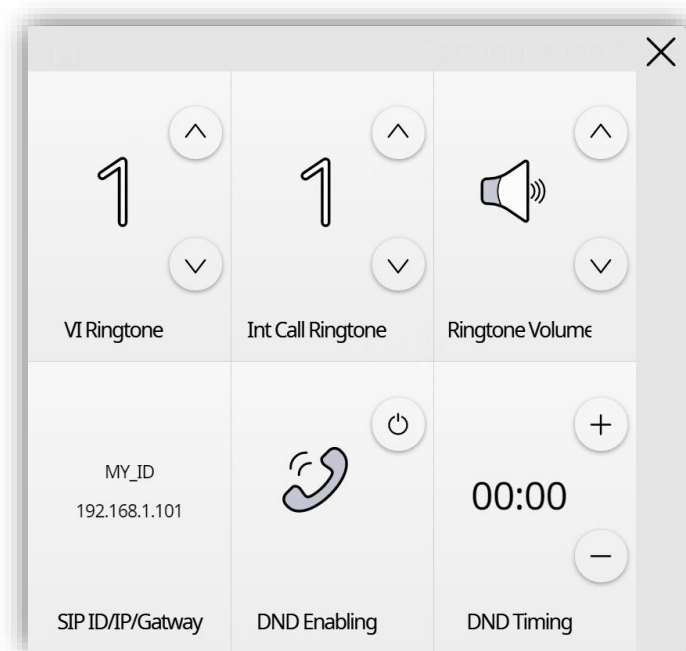 1
1
VI Ringtone
Int Call Ringtone
Ringtone Volume
MY_ID
192.168.1.101
00:00
SIP ID/IP/Gatway
DND Enabling
DND Timing